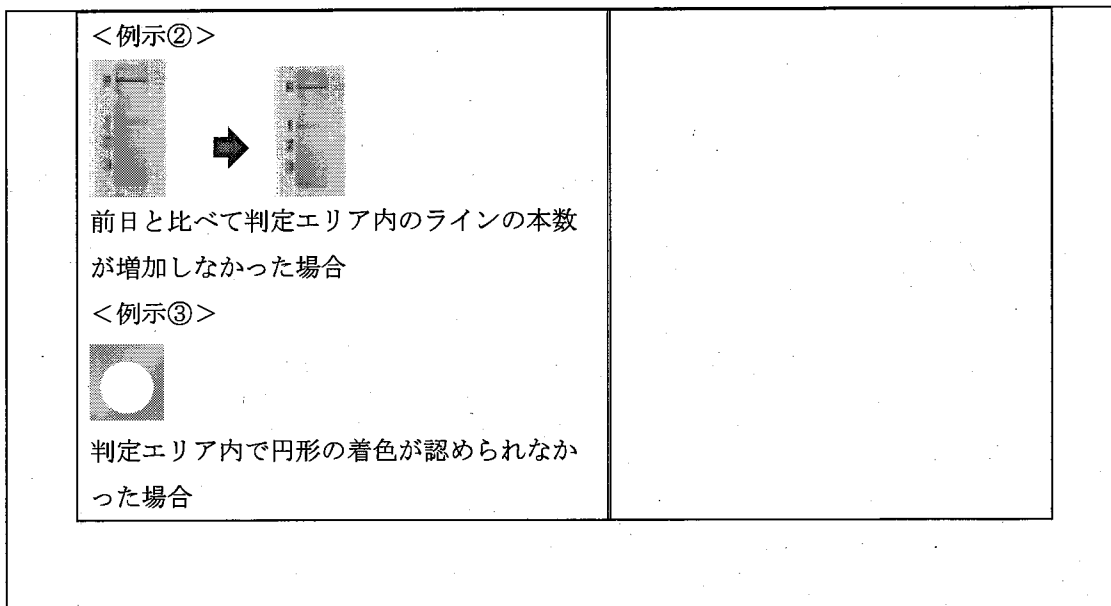 ＜例示②＞
前日と比べて判定エリア内のラインの本数
が増加しなかった場合
＜例示③＞
判定エリア内で円形の着色が認められなか
った場合